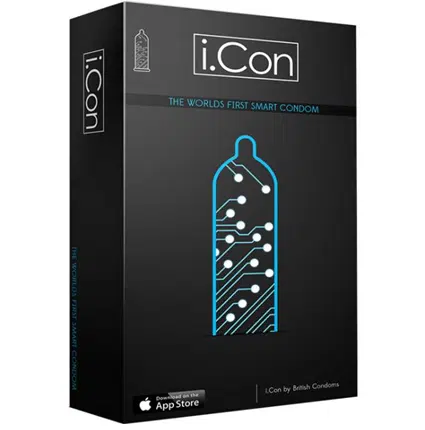 i.Con
THE WORLDS FIRST SMART CONDOM
i.Con
THE WORLDS FIRST SMART CONDOM
Download on the
App Store
i.Con by British Condoms